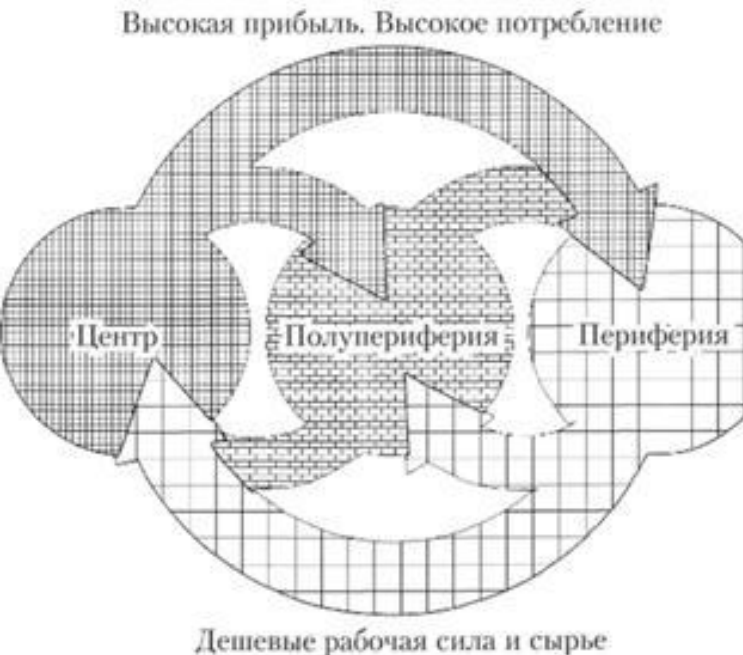 Высокая прибыль. Высокое потребление
Центр
Полупериферия
Периферия
Дешевые рабочая сила и сырье